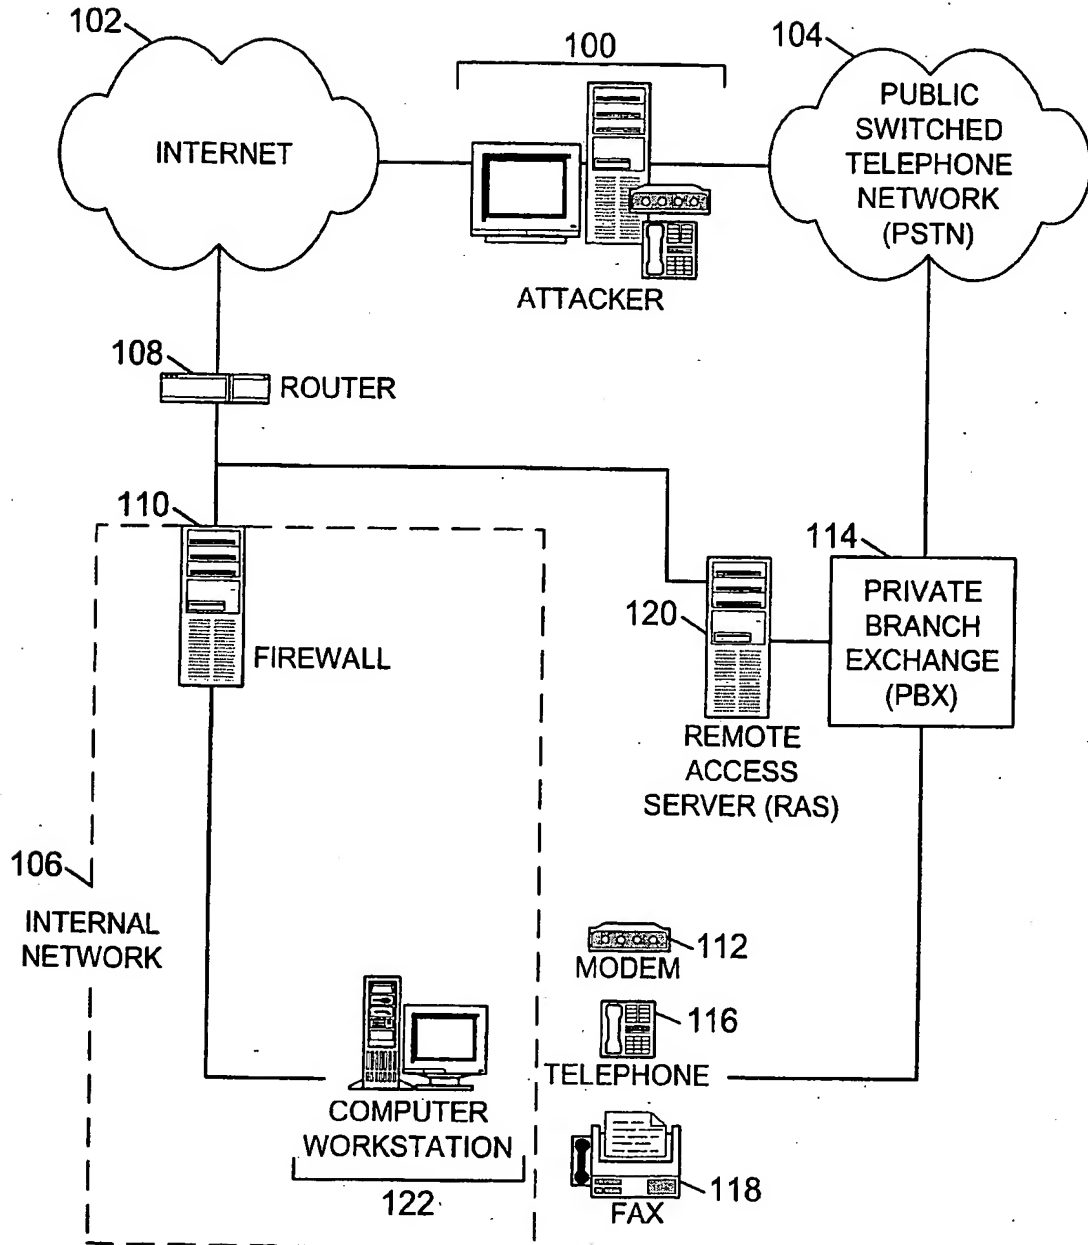 102
100
104
INTERNET
PUBLIC
SWITCHED
TELEPHONE
NETWORK
(PSTN)
ATTACKER
108
ROUTER
110
FIREWALL
114
PRIVATE
BRANCH
EXCHANGE
(PBX)
120
REMOTE
ACCESS
SERVER (RAS)
106
INTERNAL
NETWORK
112
MODEM
116
TELEPHONE
COMPUTER
WORKSTATION
122
118
FAX